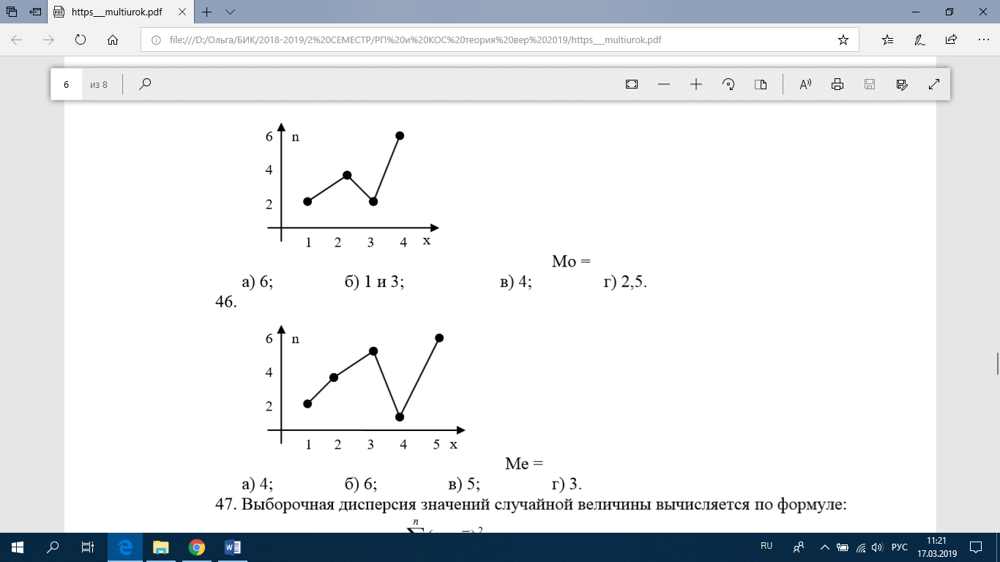 https___multiurok.pdf
file:///D:/Ольга/БИК/2018-2019/2%20СЕМЕСТР/РП%20и%20КОС%20теория%20вер%202019/https___multiurok.pdf
6 из 8
6 n
4
2
1 2 3 4 x
Mo =
а) 6; б) 1 и 3; в) 4; г) 2,5.
46.
6 n
4
2
1 2 3 4 5 x
Me =
а) 4; б) 6; в) 5; г) 3.
47. Выборочная дисперсия значений случайной величины вычисляется по формуле:
n
RU РУС 11:21
17.03.2019